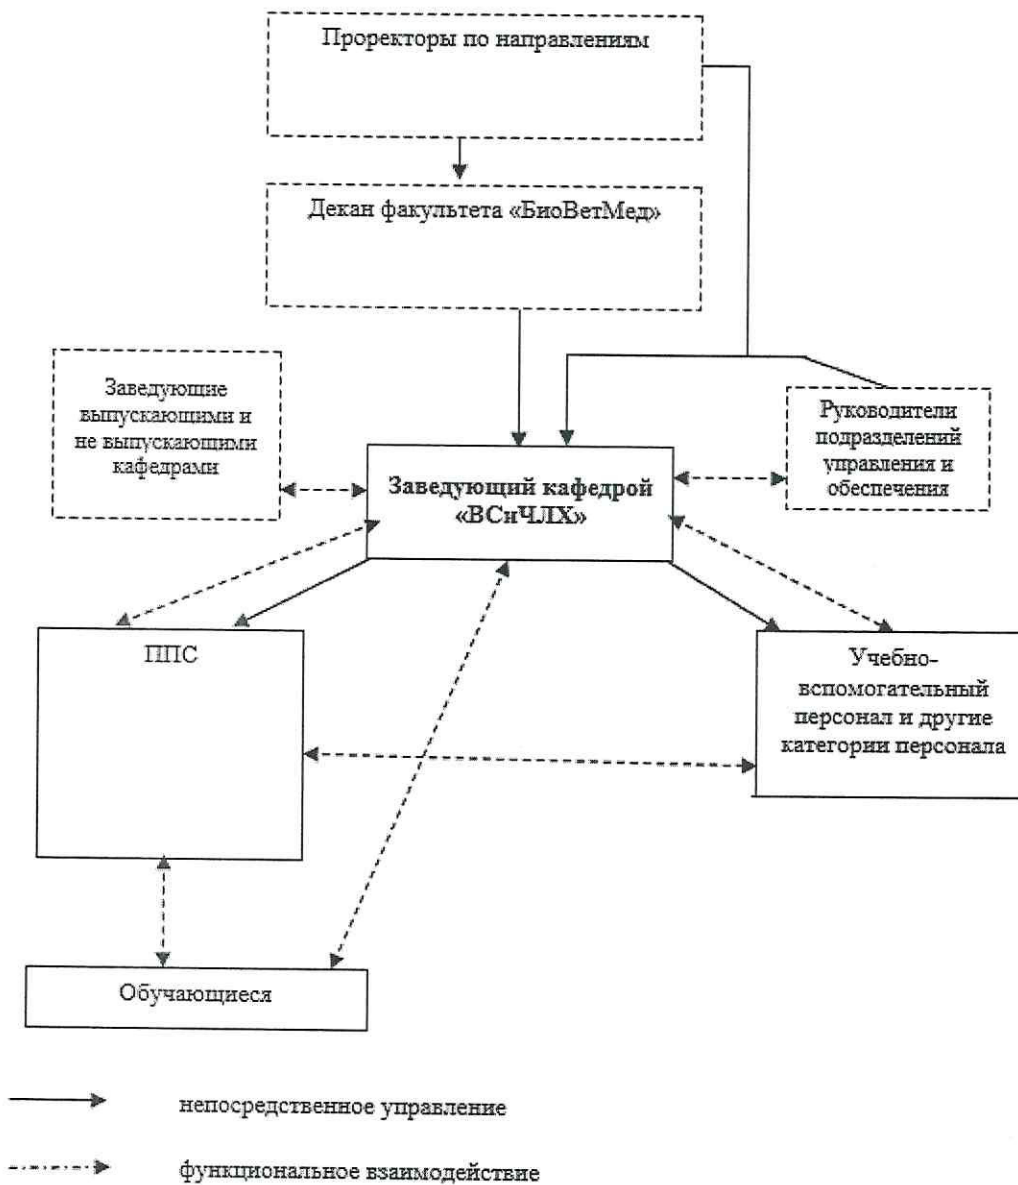 Проректоры по направлениям
Декан факультета «БиоВетМед»
Заведующие
выпускающими и
не выпускающими
кафедрами
Руководители
подразделений
управления и
обеспечения
Заведующий кафедрой
«ВСиЧЛХ»
ППС
Учебно-
вспомогательный
персонал и другие
категории персонала
Обучающиеся
непосредственное управление
функциональное взаимодействие